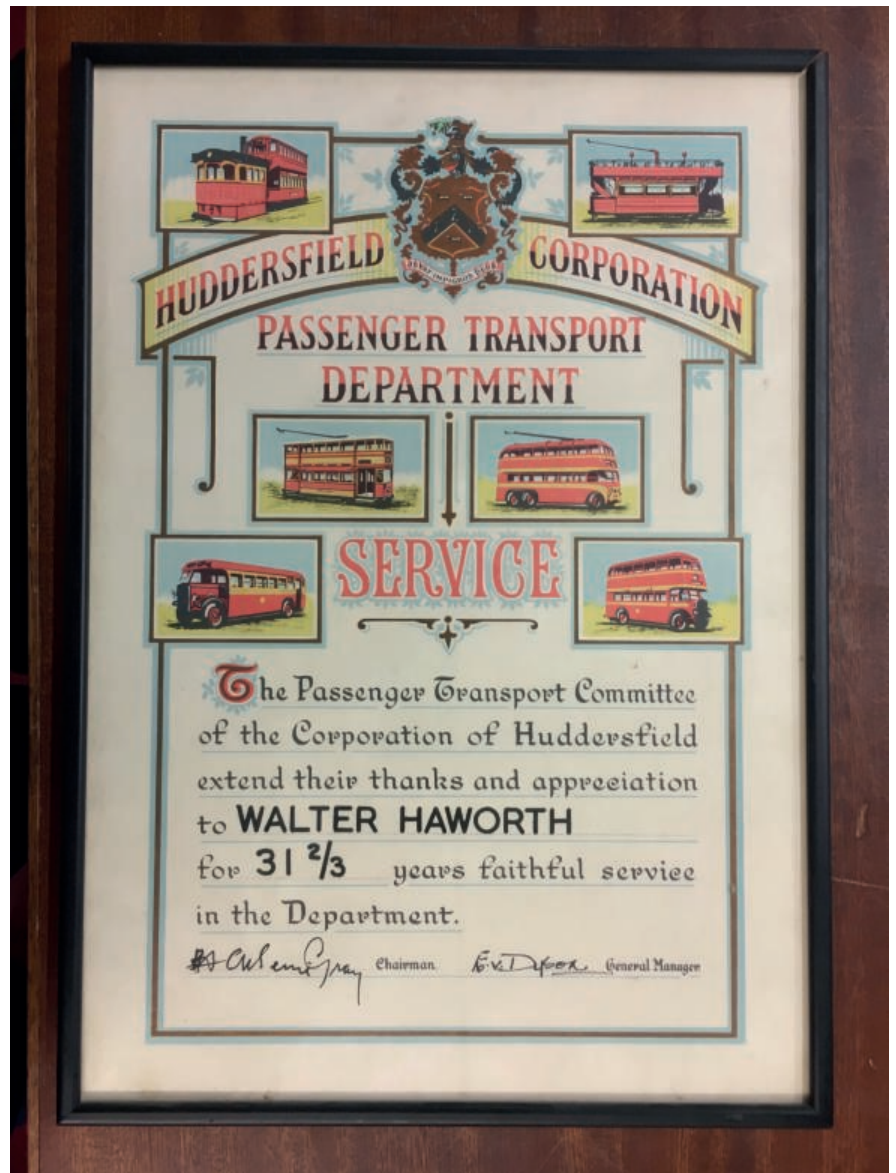 HUDDERSFIELD CORPORATION
PASSENGER TRANSPORT
DEPARTMENT
SERVICE
The Passenger Transport Committee
of the Corporation of Huddersfield
extend their thanks and appreciation
to WALTER HAWORTH
for 31 2/3 years faithful service
in the Department.
Chairman E.V. Dyson General Manager